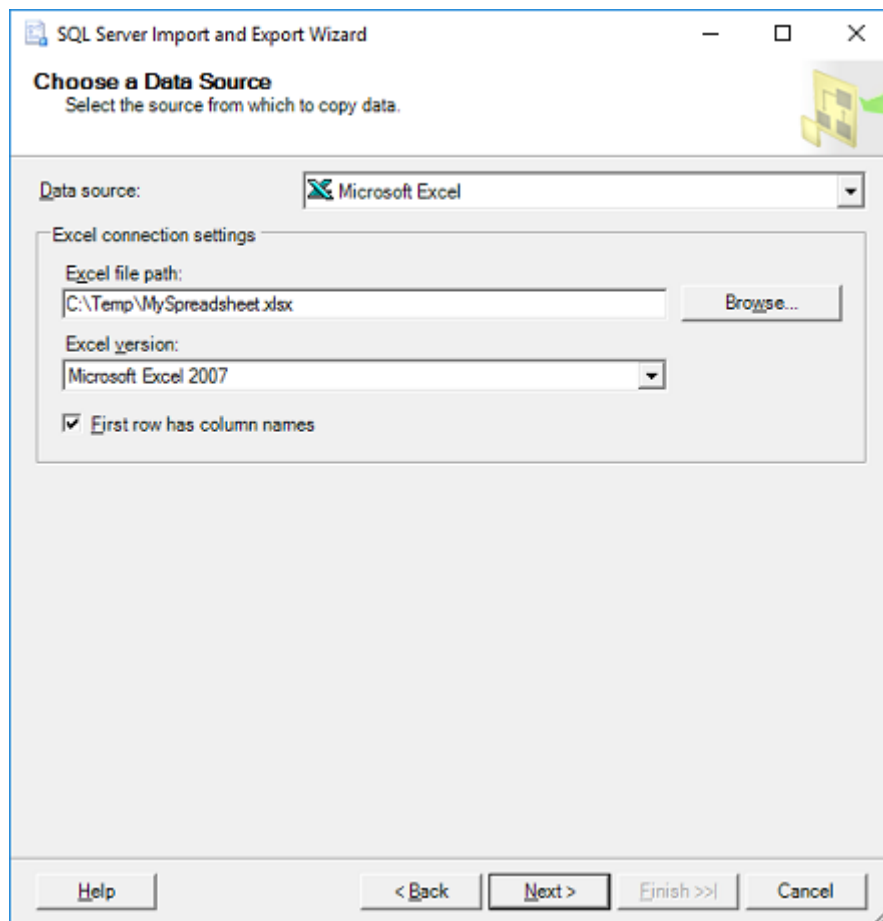 SQL Server Import and Export Wizard
Choose a Data Source
Select the source from which to copy data.
Data source:
Microsoft Excel
Excel connection settings
Excel file path:
C:\Temp\MySpreadsheet.xlsx
Browse...
Excel version:
Microsoft Excel 2007
First row has column names
Help
< Back
Next >
Finish >>|
Cancel